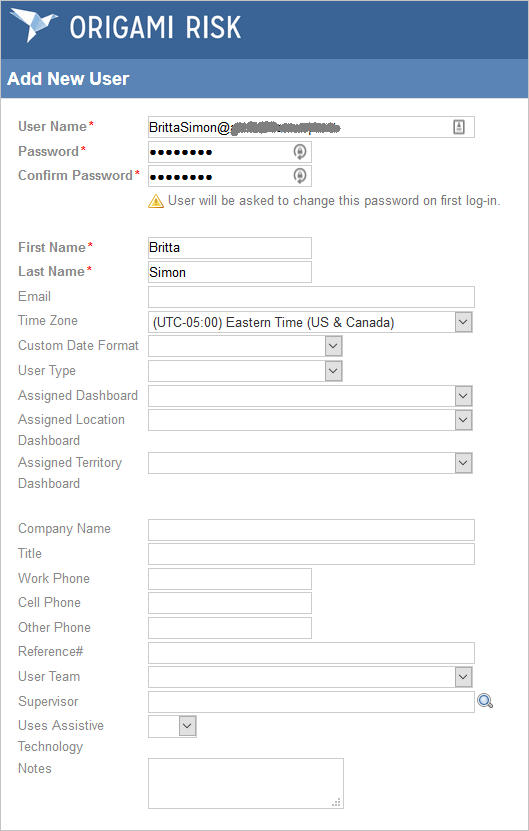 ORIGAMI RISK
Add New User
User Name*
BrittaSimon@
Password*
●●●●●●●●
Confirm Password*
●●●●●●●●
User will be asked to change this password on first log-in.
First Name*
Britta
Last Name*
Simon
Email
Time Zone
(UTC-05:00) Eastern Time (US & Canada)
Custom Date Format
User Type
Assigned Dashboard
Assigned Location
Dashboard
Assigned Territory
Dashboard
Company Name
Title
Work Phone
Cell Phone
Other Phone
Reference#
User Team
Supervisor
Uses Assistive
Technology
Notes